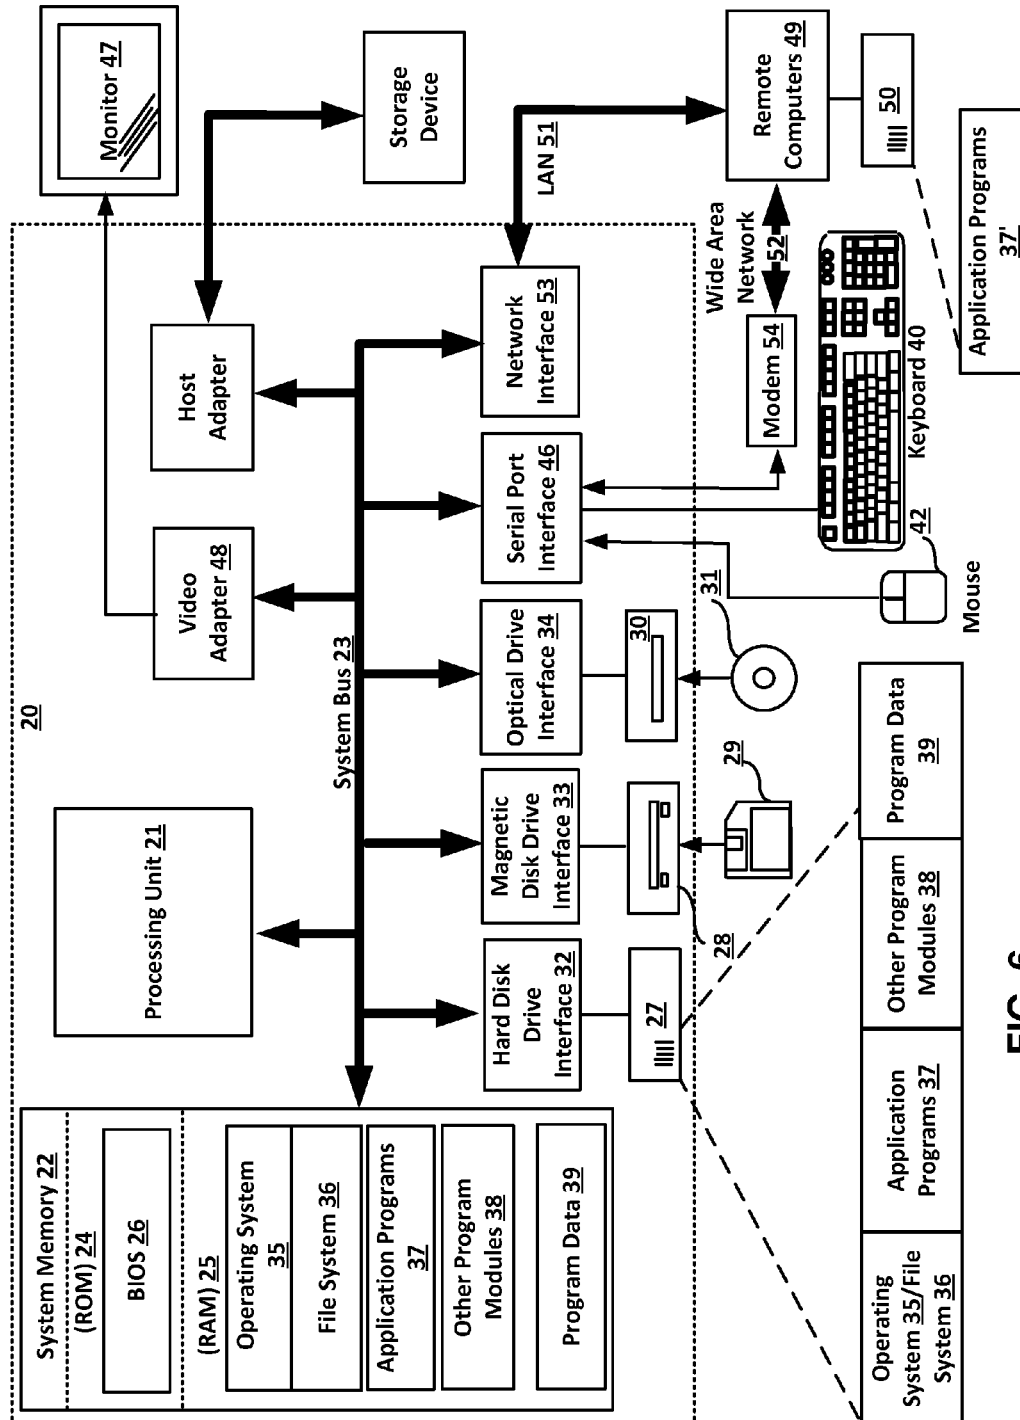 20
System Memory 22
(ROM) 24
BIOS 26
(RAM) 25
Operating System
35
File System 36
Application Programs
37
Other Program
Modules 38
Program Data 39
Processing Unit 21
Video
Adapter 48
Host
Adapter
Monitor 47
Storage
Device
System Bus 23
Hard Disk
Drive
Interface 32
Magnetic
Disk Drive
Interface 33
Optical Drive
Interface 34
Serial Port
Interface 46
Network
Interface 53
LAN 51
27
28
29
30
31
Wide Area
Network
52
Modem 54
Remote
Computers 49
50
Keyboard 40
42
Mouse
Operating
System 35/File
System 36
Application
Programs 37
Other Program
Modules 38
Program Data
39
Application Programs
37'
FIG. 6